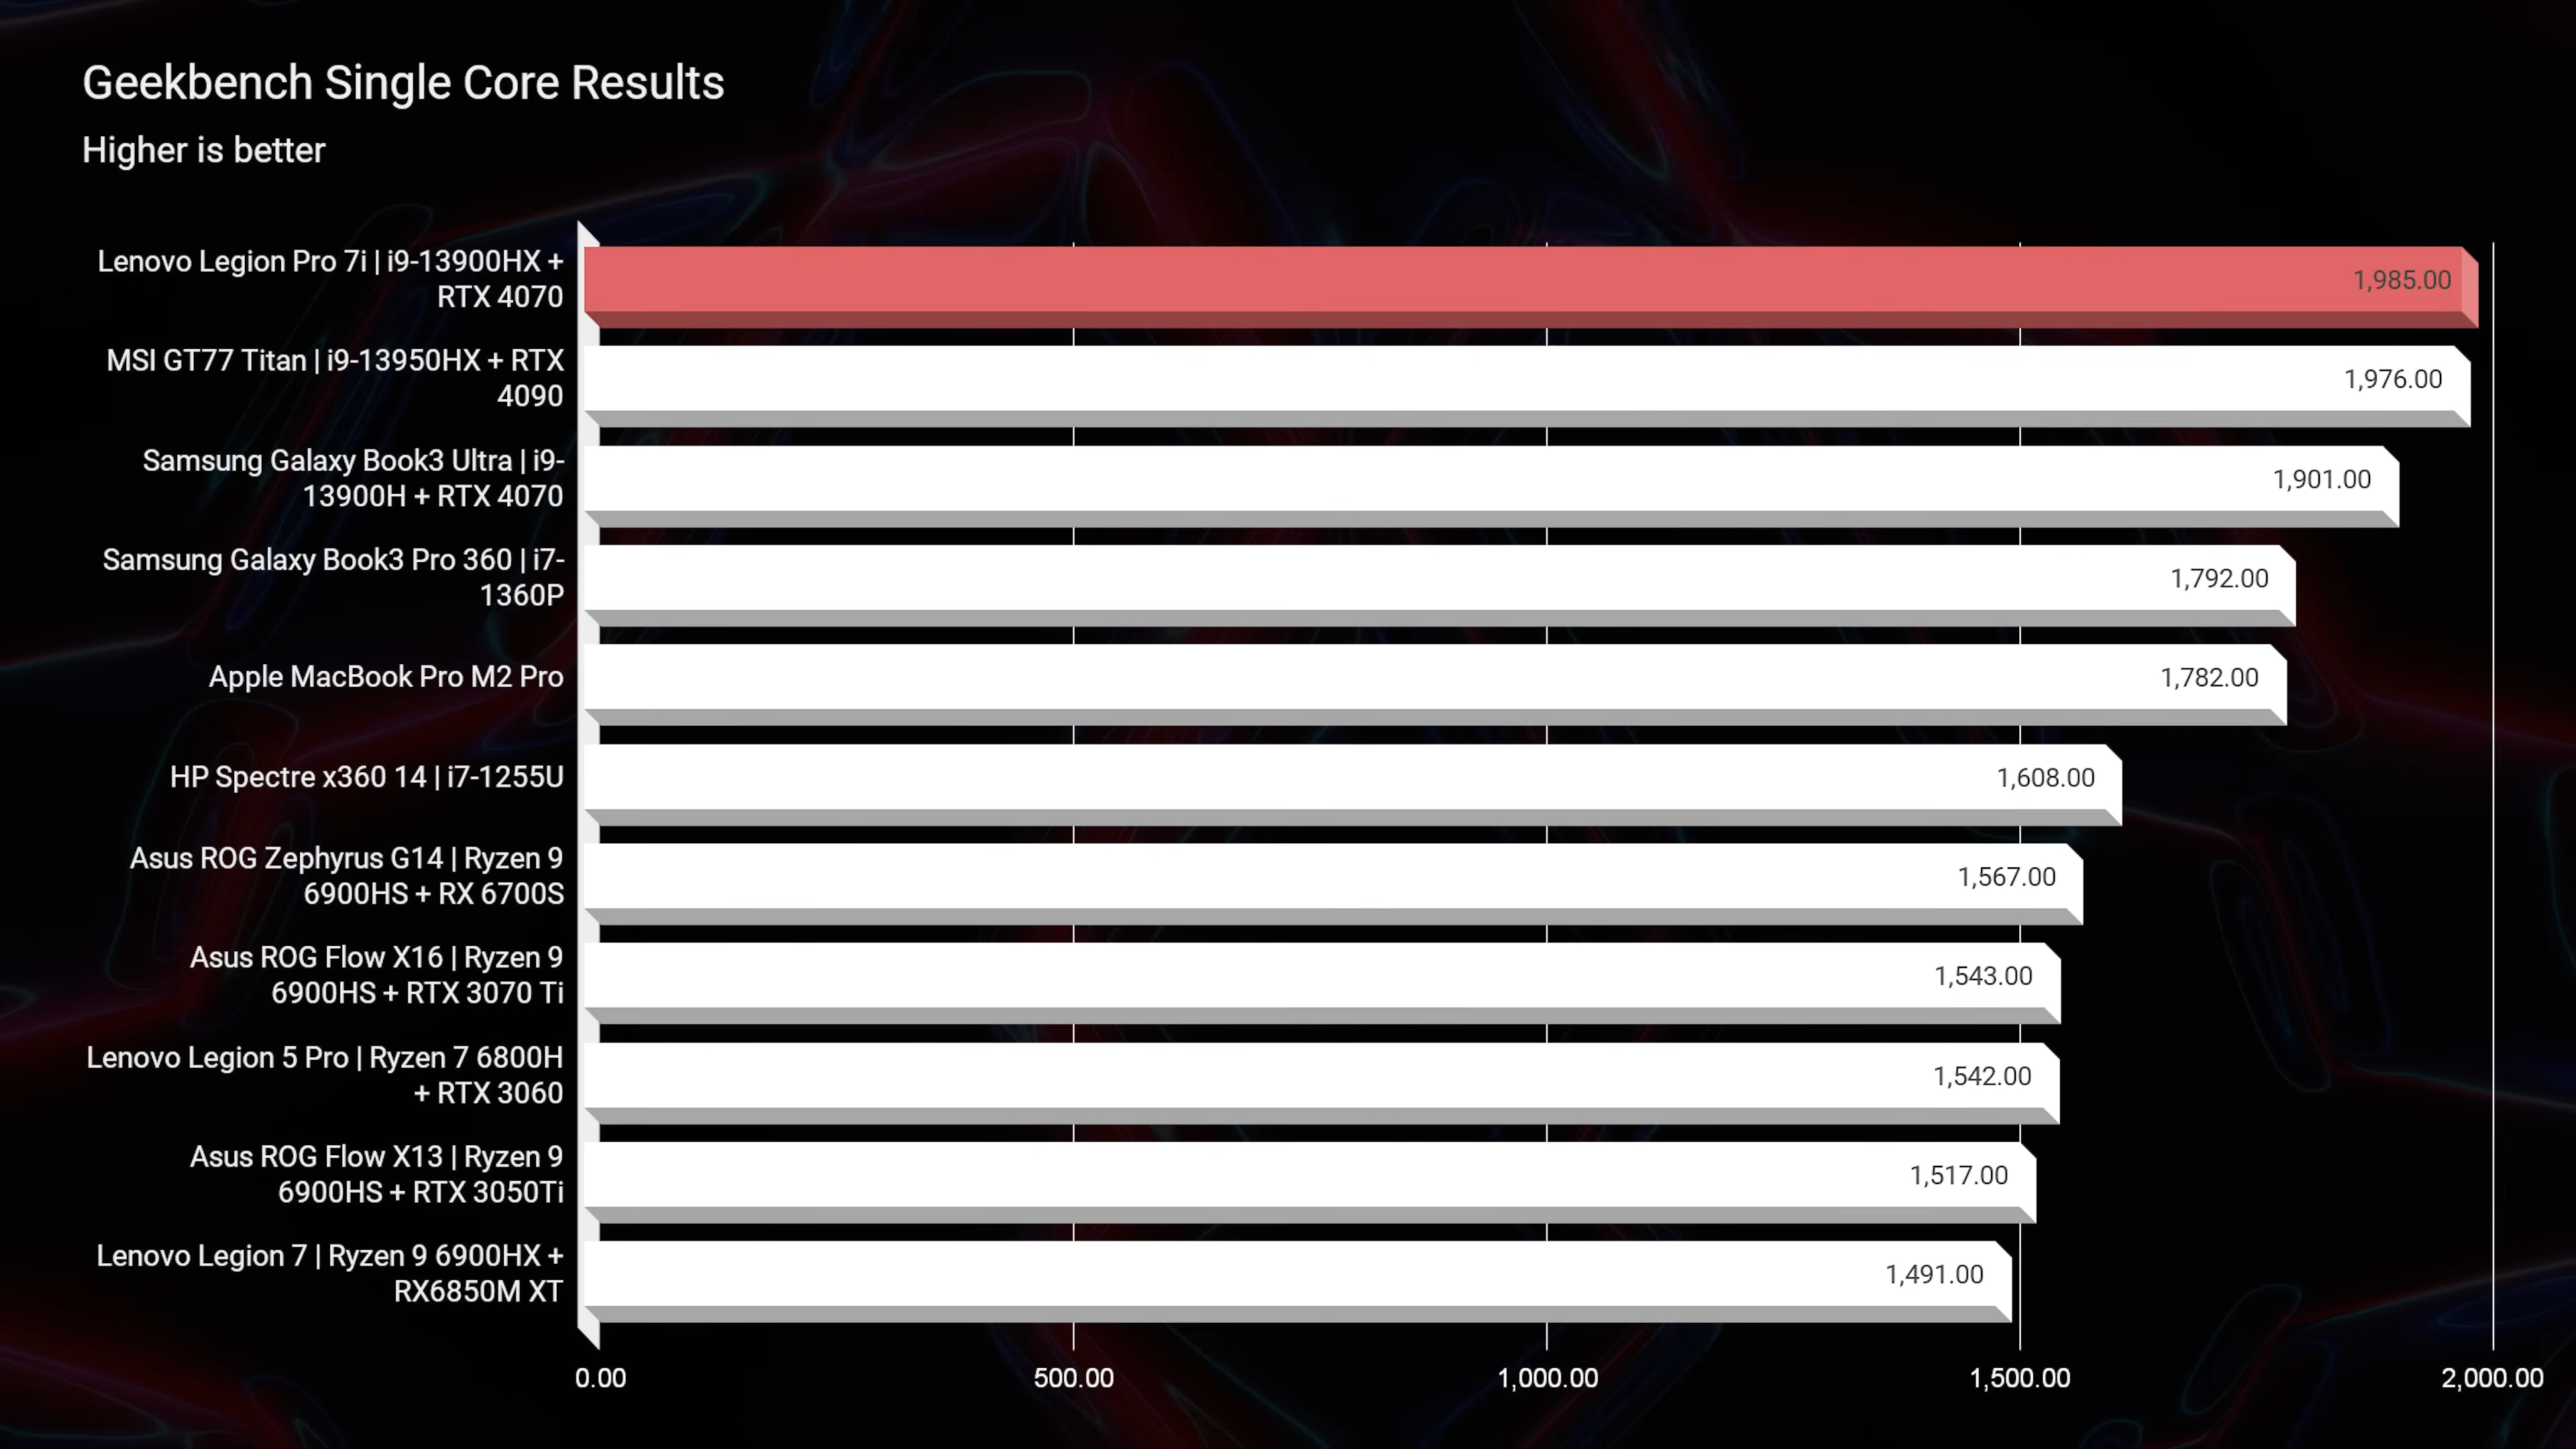 Geekbench Single Core Results
Higher is better
Lenovo Legion Pro 7i | i9-13900HX +
RTX 4070
1,985.00
MSI GT77 Titan | i9-13950HX + RTX
4090
1,976.00
Samsung Galaxy Book3 Ultra | i9-
13900H + RTX 4070
1,901.00
Samsung Galaxy Book3 Pro 360 | i7-
1360P
1,792.00
Apple MacBook Pro M2 Pro
1,782.00
HP Spectre x360 14 | i7-1255U
1,608.00
Asus ROG Zephyrus G14 | Ryzen 9
6900HS + RX 6700S
1,567.00
Asus ROG Flow X16 | Ryzen 9
6900HS + RTX 3070 Ti
1,543.00
Lenovo Legion 5 Pro | Ryzen 7 6800H
+ RTX 3060
1,542.00
Asus ROG Flow X13 | Ryzen 9
6900HS + RTX 3050Ti
1,517.00
Lenovo Legion 7 | Ryzen 9 6900HX +
RX6850M XT
1,491.00
0.00 500.00 1,000.00 1,500.00 2,000.00